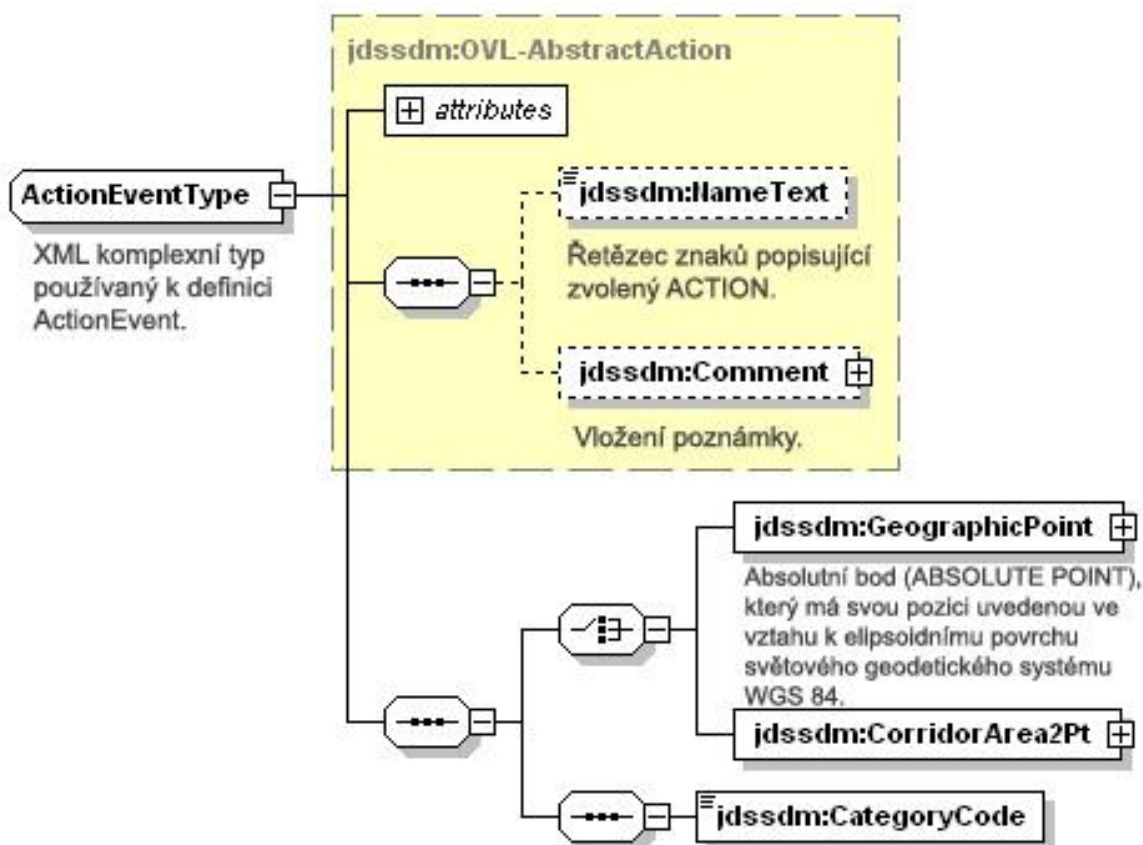 jdssdm:OVL-AbstractAction
attributes
ActionEventType
XML komplexní typ
používaný k definici
ActionEvent.
jdssdm:NameText
Řetězec znaků popisující
zvolený ACTION.
jdssdm:Comment
Vložení poznámky.
jdssdm:GeographicPoint
Absolutní bod (ABSOLUTE POINT),
který má svou pozici uvedenou ve
vztahu k elipsoidnímu povrchu
světového geodetického systému
WGS 84.
jdssdm:CorridorArea2Pt
jdssdm:CategoryCode